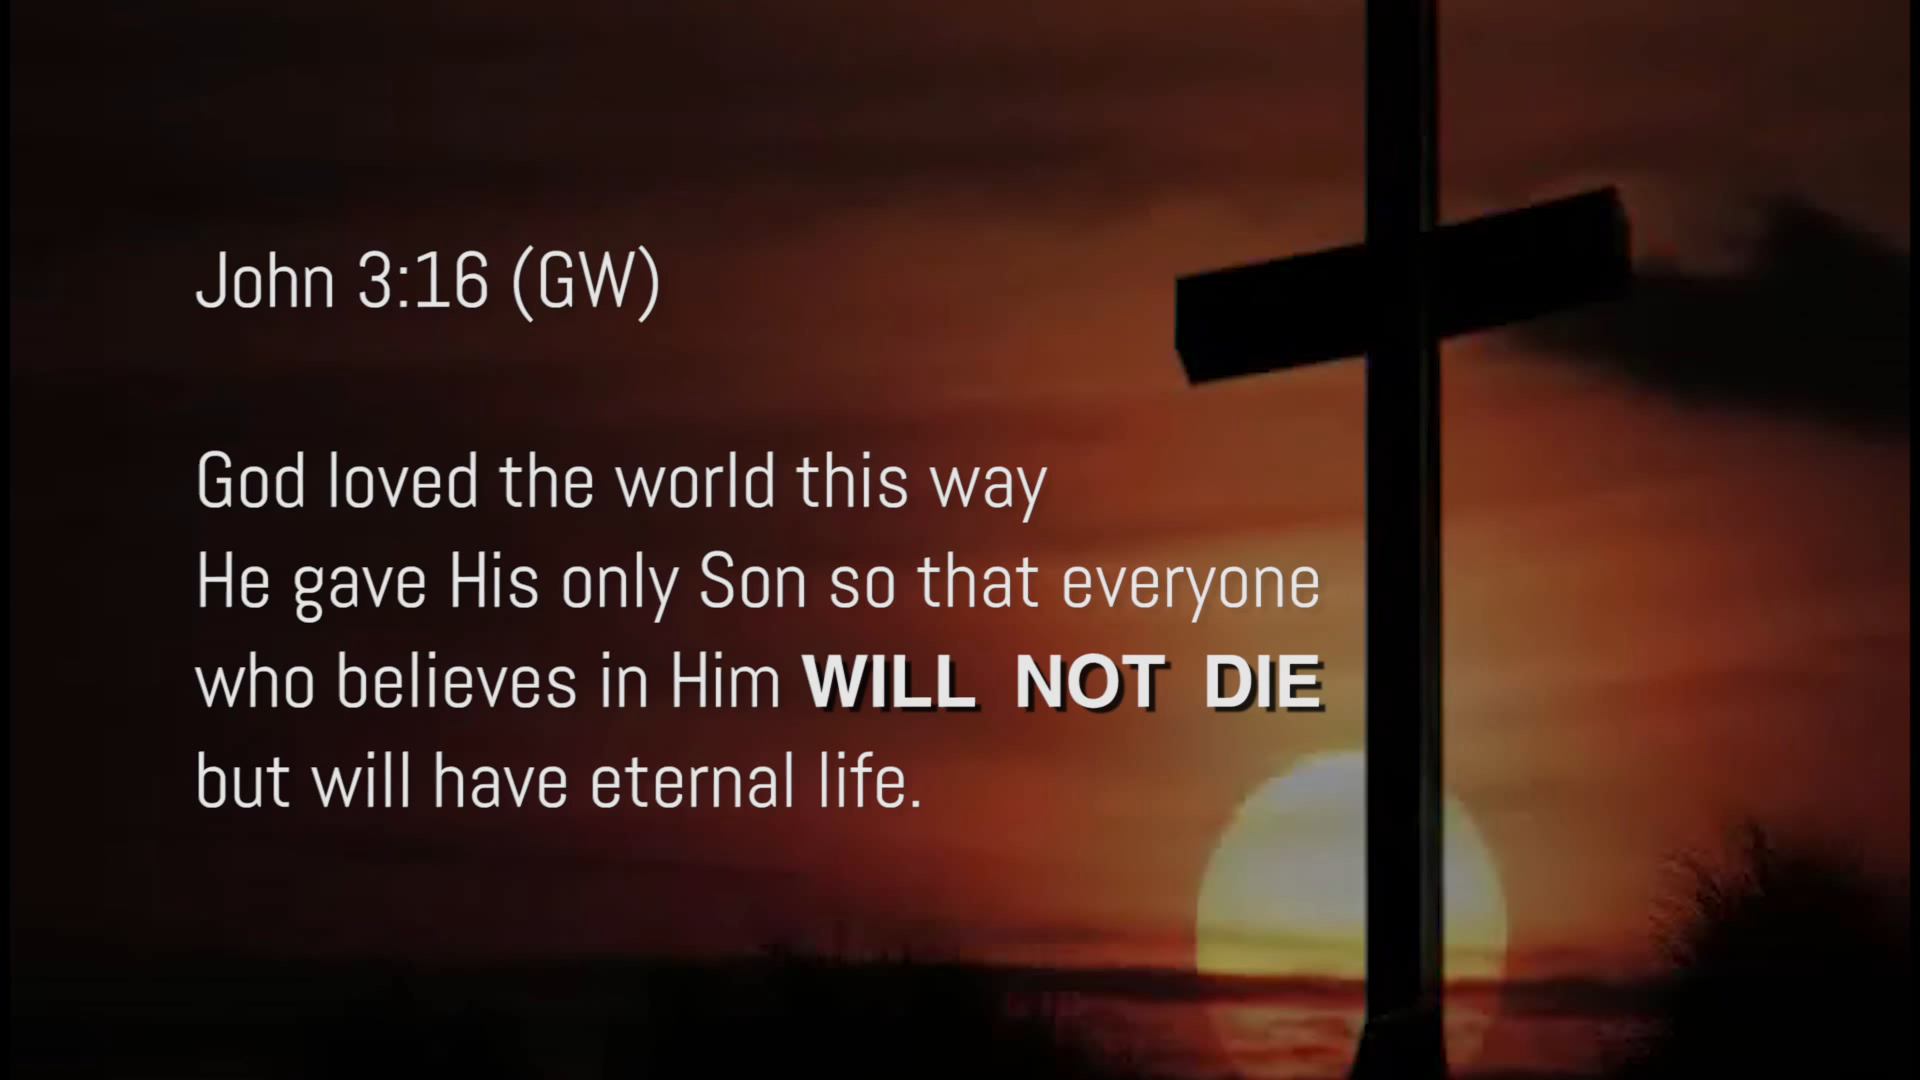 John 3:16 (GW)
God loved the world this way
He gave His only Son so that everyone
who believes in Him WILL NOT DIE
but will have eternal life.